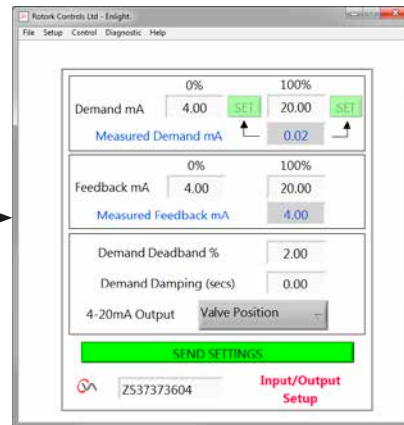 Rotork Controls Ltd - Enlight.
File Setup Control Diagnostic Help
0% 100%
Demand mA 4.00 SET 20.00 SET
Measured Demand mA 0.02
0% 100%
Feedback mA 4.00 20.00
Measured Feedback mA 4.00
Demand Deadband % 2.00
Demand Damping (secs) 0.00
4-20mA Output Valve Position
SEND SETTINGS
ZS37373604 Input/Output
Setup